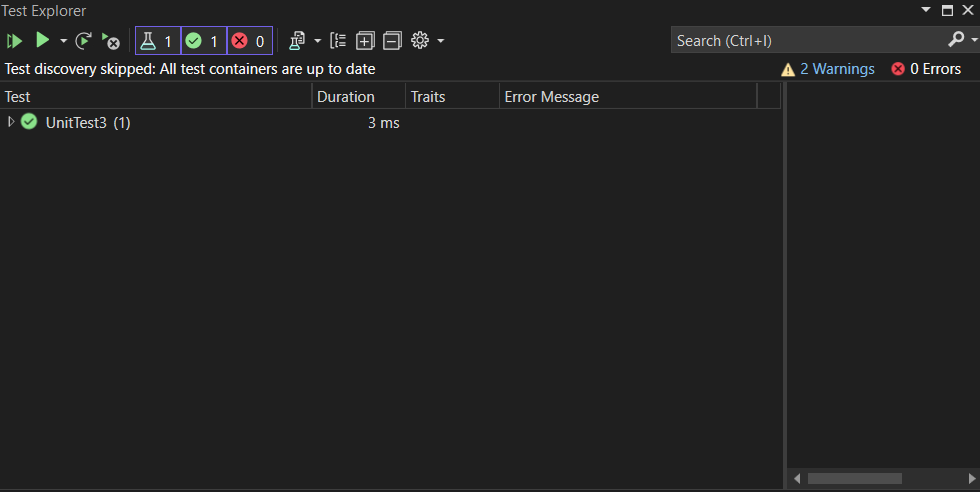 Test Explorer
1 1 0 Search (Ctrl+I)
Test discovery skipped: All test containers are up to date 2 Warnings 0 Errors
Test Duration Traits Error Message
UnitTest3 (1) 3 ms